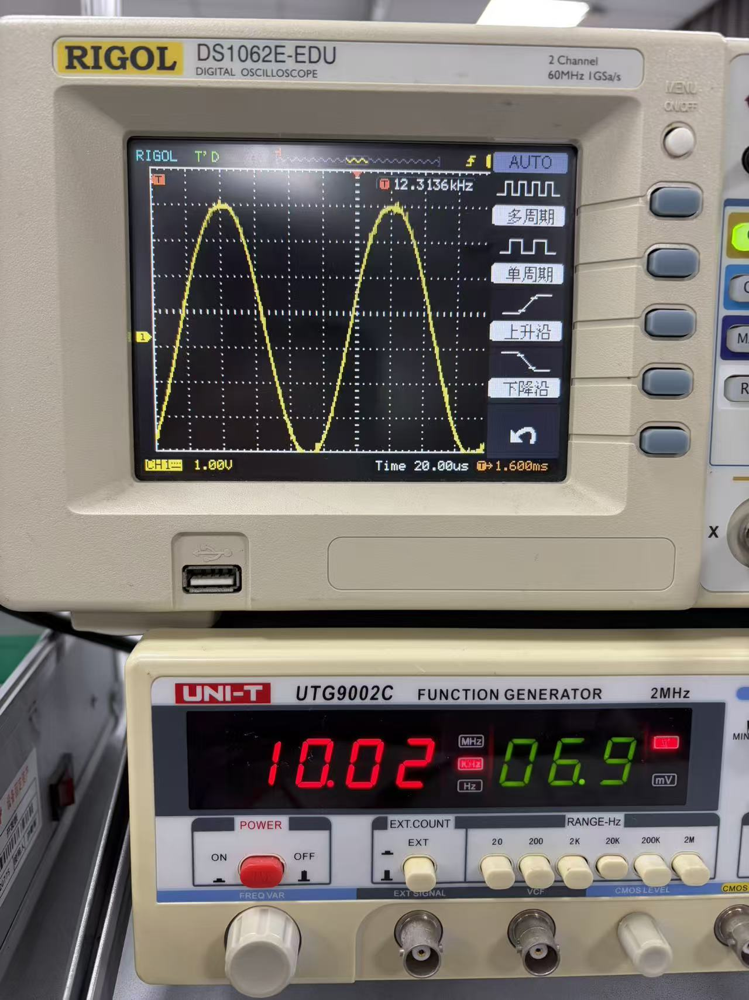 RIGOL DS1062E-EDU
DIGITAL OSCILLOSCOPE
2 Channel
60MHz 1GSa/s
MENU
ON/OFF
RIGOL T'D
AUTO
T 12.3136kHz
多周期
单周期
上升沿
下降沿
1
CH1 1.00V Time 20.00us T→1.600ms
X
UNI-T UTG9002C FUNCTION GENERATOR 2MHz
10.02
MHz
KHz
Hz
06.9
V
mV
MIN
POWER
ON
OFF
EXT.COUNT
EXT
RANGE-Hz
20 200 2K 20K 200K 2M
FREQ VAR
EXT SIGNAL
VCF
CMOS LEVEL
CMOS